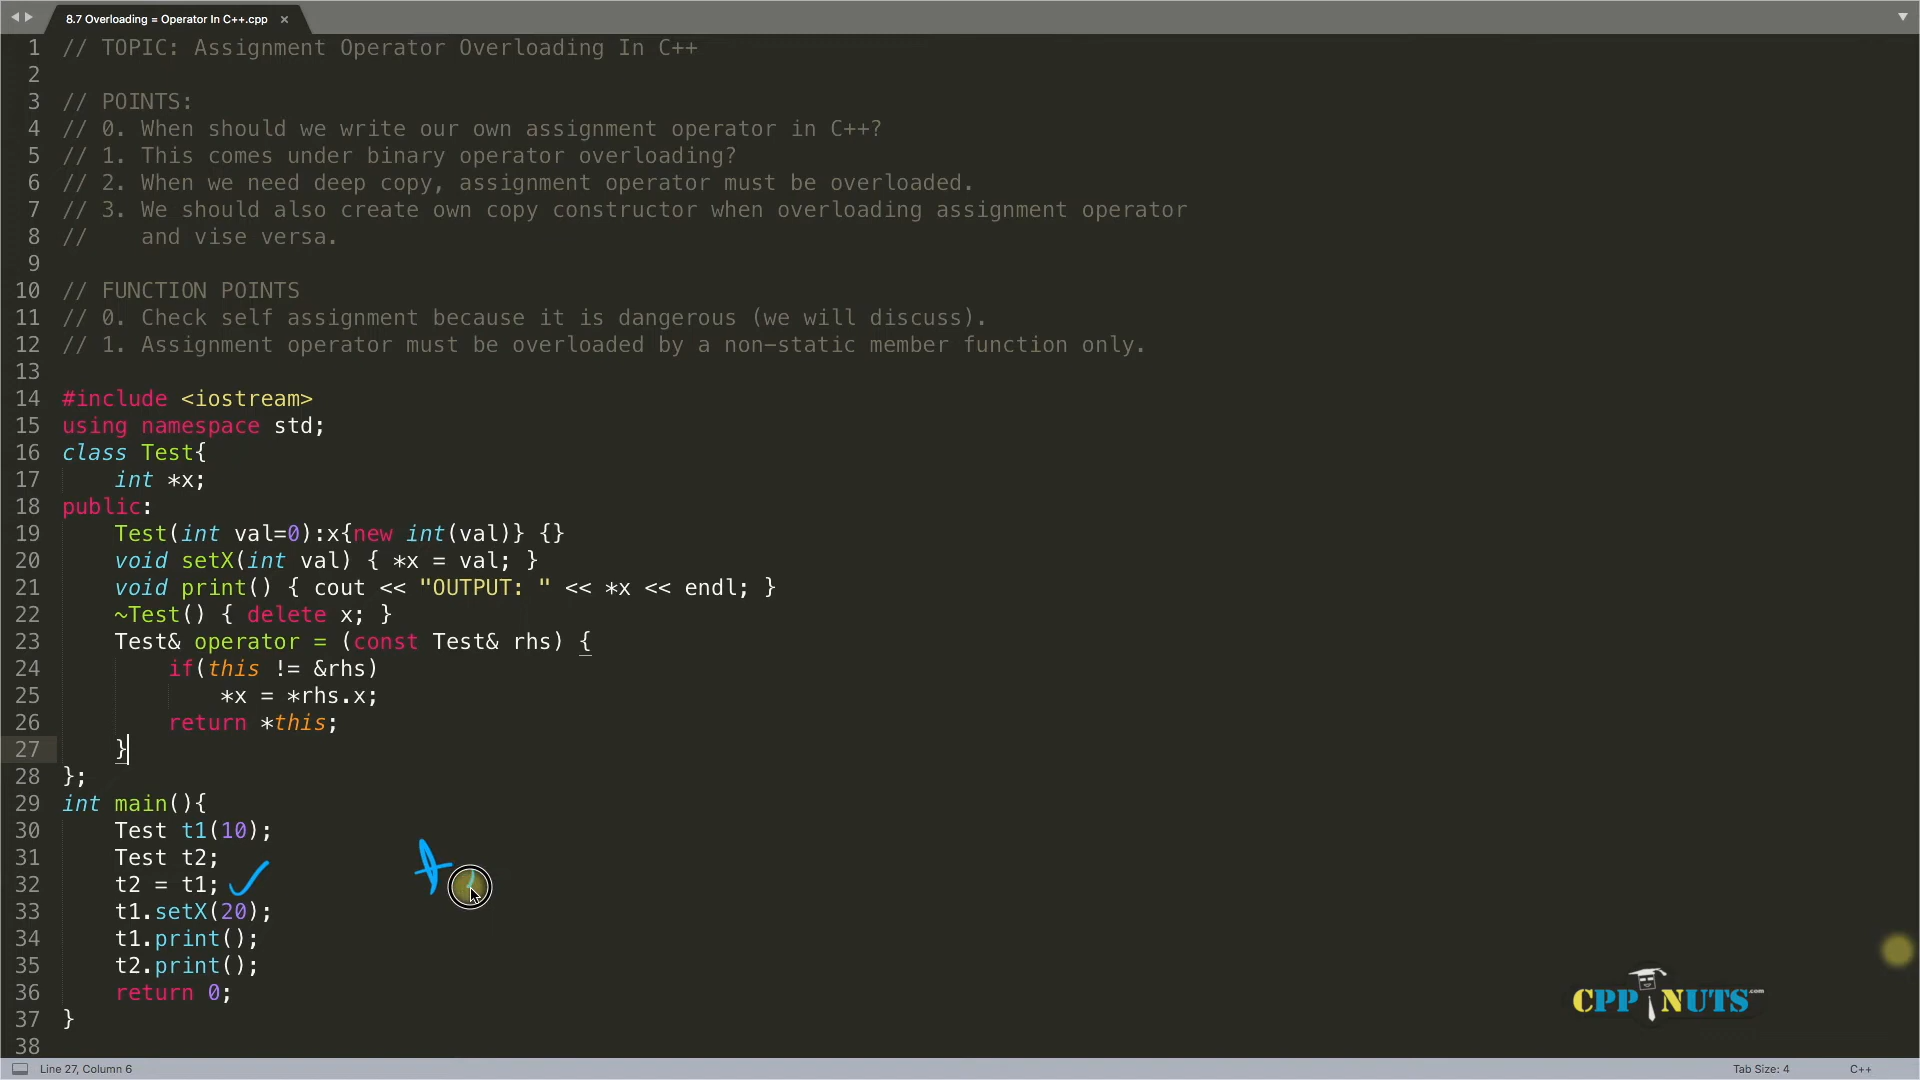 8.7 Overloading = Operator In C++.cpp
1 // TOPIC: Assignment Operator Overloading In C++
2
3 // POINTS:
4 // 0. When should we write our own assignment operator in C++?
5 // 1. This comes under binary operator overloading?
6 // 2. When we need deep copy, assignment operator must be overloaded.
7 // 3. We should also create own copy constructor when overloading assignment operator
8 //    and vise versa.
9
10 // FUNCTION POINTS
11 // 0. Check self assignment because it is dangerous (we will discuss).
12 // 1. Assignment operator must be overloaded by a non-static member function only.
13
14 #include <iostream>
15 using namespace std;
16 class Test{
17     int *x;
18 public:
19     Test(int val=0):x{new int(val)} {}
20     void setX(int val) { *x = val; }
21     void print() { cout << "OUTPUT: " << *x << endl; }
22     ~Test() { delete x; }
23     Test& operator = (const Test& rhs) {
24         if(this != &rhs)
25             *x = *rhs.x;
26         return *this;
27     }
28 };
29 int main(){
30     Test t1(10);
31     Test t2;
32     t2 = t1;
33     t1.setX(20);
34     t1.print();
35     t2.print();
36     return 0;
37 }
38
CPP NUTS.com
Line 27, Column 6
Tab Size: 4
C++